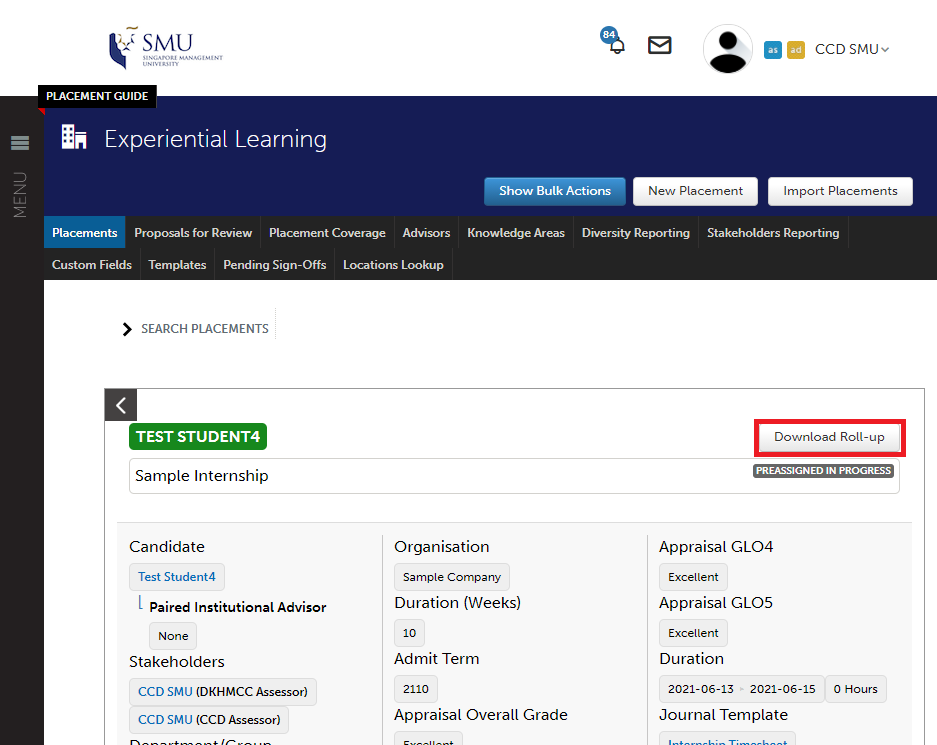 SMU
SINGAPORE MANAGEMENT
UNIVERSITY
84
as ad CCD SMU
PLACEMENT GUIDE
MENU
Experiential Learning
Show Bulk Actions New Placement Import Placements
Placements Proposals for Review Placement Coverage Advisors Knowledge Areas Diversity Reporting Stakeholders Reporting
Custom Fields Templates Pending Sign-Offs Locations Lookup
SEARCH PLACEMENTS
TEST STUDENT4
Download Roll-up
Sample Internship
PREASSIGNED IN PROGRESS
Candidate
Test Student4
Paired Institutional Advisor
None
Stakeholders
CCD SMU (DKHMCC Assessor)
CCD SMU (CCD Assessor)
Department/Group
Organisation
Sample Company
Duration (Weeks)
10
Admit Term
2110
Appraisal Overall Grade
Excellent
Appraisal GLO4
Excellent
Appraisal GLO5
Excellent
Duration
2021-06-13 - 2021-06-15 0 Hours
Journal Template
Internship Timesheet